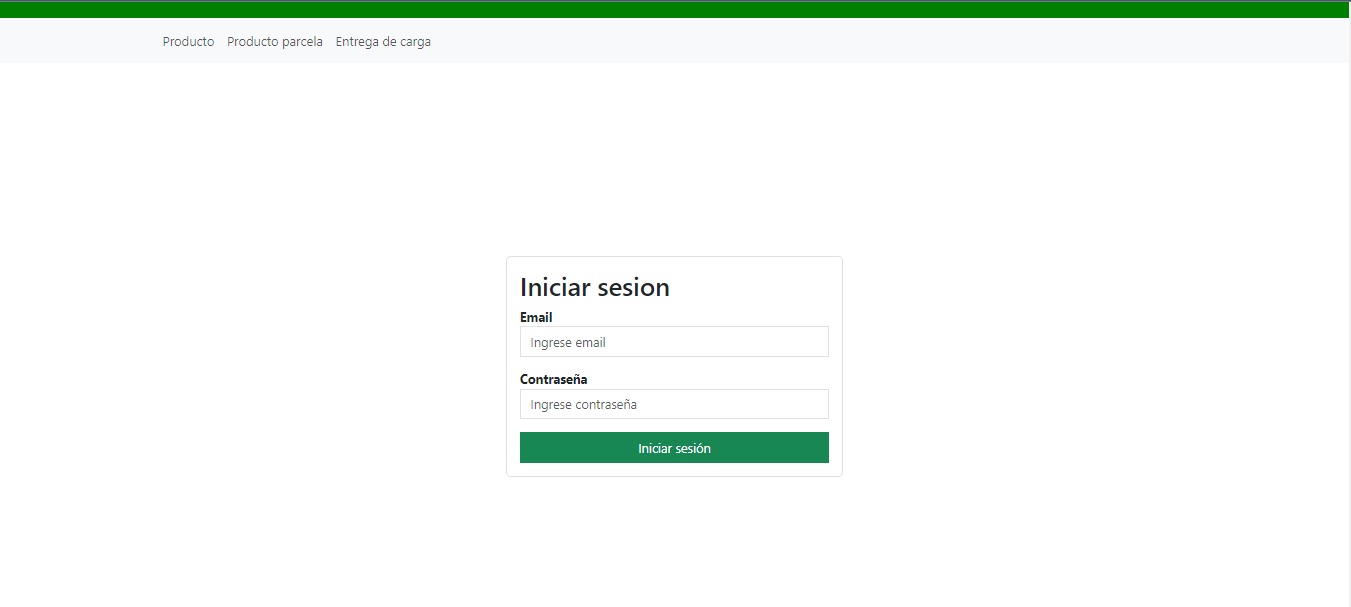 Producto Producto parcela Entrega de carga
Iniciar sesion
Email
Ingrese email
Contraseña
Ingrese contraseña
Iniciar sesión